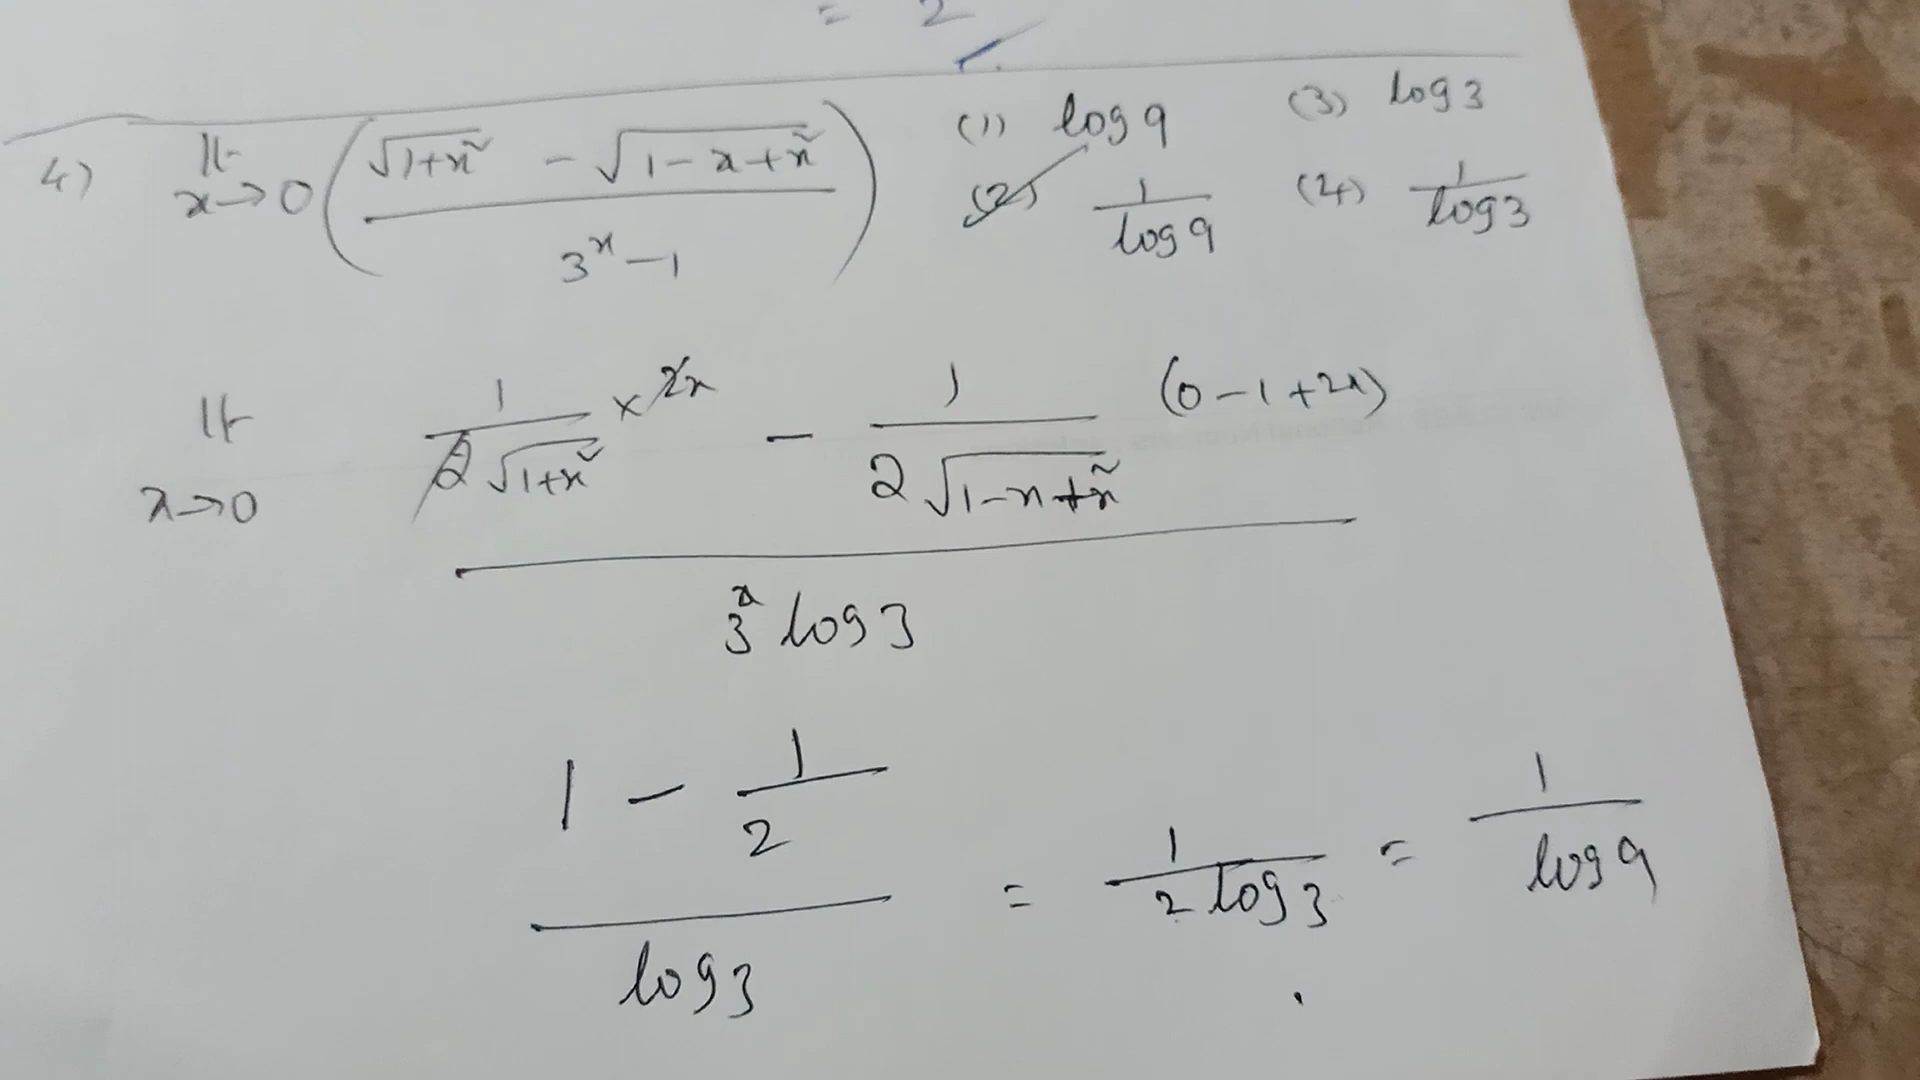 = 2
4) lt x→0 ( (√1+x² - √1-x+x²) / (3^x - 1) ) (1) log 9 (3) log 3
(2) 1/log 9 (4) 1/log 3
lt x→0 ( 1/(2√1+x²) × 2x - 1/(2√1-x+x²) (0-1+2x) ) / (3^x log 3)
(1 - 1/2) / log 3 = 1/(2 log 3) = 1/log 9